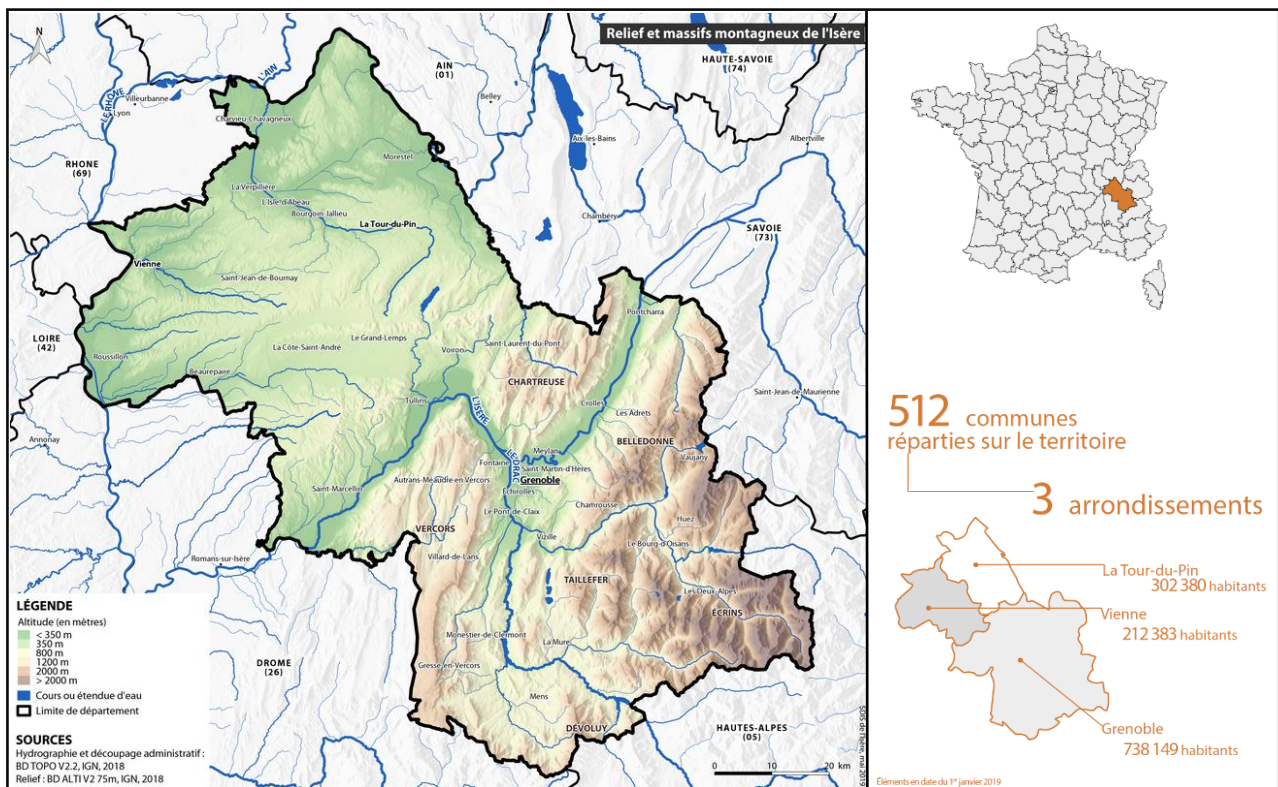 Relief et massifs montagneux de l'Isère
N
AIN
(01)
HAUTE-SAVOIE
(74)
L'AIN
LE RHÔNE
Villeurbanne
Lyon
Belley
Charvieu-Chavagneux
Aix-les-Bains
Albertville
RHONE
(69)
Morestel
La Verpillière
L'Isle-d'Abeau
Bourgoin-Jallieu
La Tour-du-Pin
Chambéry
SAVOIE
(73)
Vienne
Saint-Jean-de-Bournay
Pontcharra
LOIRE
(42)
Le Grand-Lemps
La Côte-Saint-André
Voiron
Saint-Laurent-du-Pont
Roussillon
Beaurepaire
CHARTREUSE
Saint-Jean-de-Maurienne
Tullins
L'ISÈRE
Crolles
Les Adrets
Annonay
BELLEDONNE
Meylan
Vaujany
LE DRAC
Fontaine
Saint-Martin-d'Hères
Grenoble
Autrans-Méaudre en Vercors
Saint-Marcellin
Échirolles
Chamrousse
Le Pont-de-Claix
Huez
VERCORS
Vizille
Le Bourg-d'Oisans
Romans-sur-Isère
Villard-de-Lans
TAILLEFER
Les Deux-Alpes
ÉCRINS
Monestier-de-Clermont
La Mure
DROME
(26)
Gresse-en-Vercors
Mens
DÉVOLUY
HAUTES-ALPES
(05)
LÉGENDE
Altitude (en mètres)
< 350 m
350 m
800 m
1200 m
2000 m
> 2000 m
Cours ou étendue d'eau
Limite de département
SOURCES
Hydrographie et découpage administratif :
BD TOPO V2.2, IGN, 2018
Relief : BD ALTI V2 75m, IGN, 2018
0 10 20 km
SDIS de l'Isère, mai 2019
512 communes
réparties sur le territoire
3 arrondissements
La Tour-du-Pin
302 380 habitants
Vienne
212 383 habitants
Grenoble
738 149 habitants
Éléments en date du 1er janvier 2019